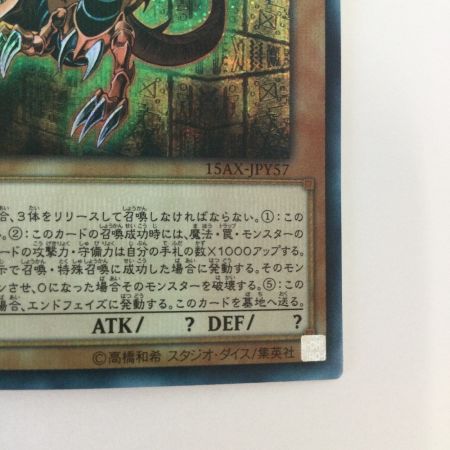 15AX-JPY57
合、3体をリリースして召喚しなければならない。①:この
。②:このカードの召喚成功時には、魔法・罠・モンスターの
ードの攻撃力・守備力は自分の手札の数×1000アップする。
示で召喚・特殊召喚に成功した場合に発動する。そのモン
ンさせ、0になった場合そのモンスターを破壊する。⑤:この
場合、エンドフェイズに発動する。このカードを墓地へ送る。
ATK/ ? DEF/ ?
©高橋和希 スタジオ・ダイス/集英社